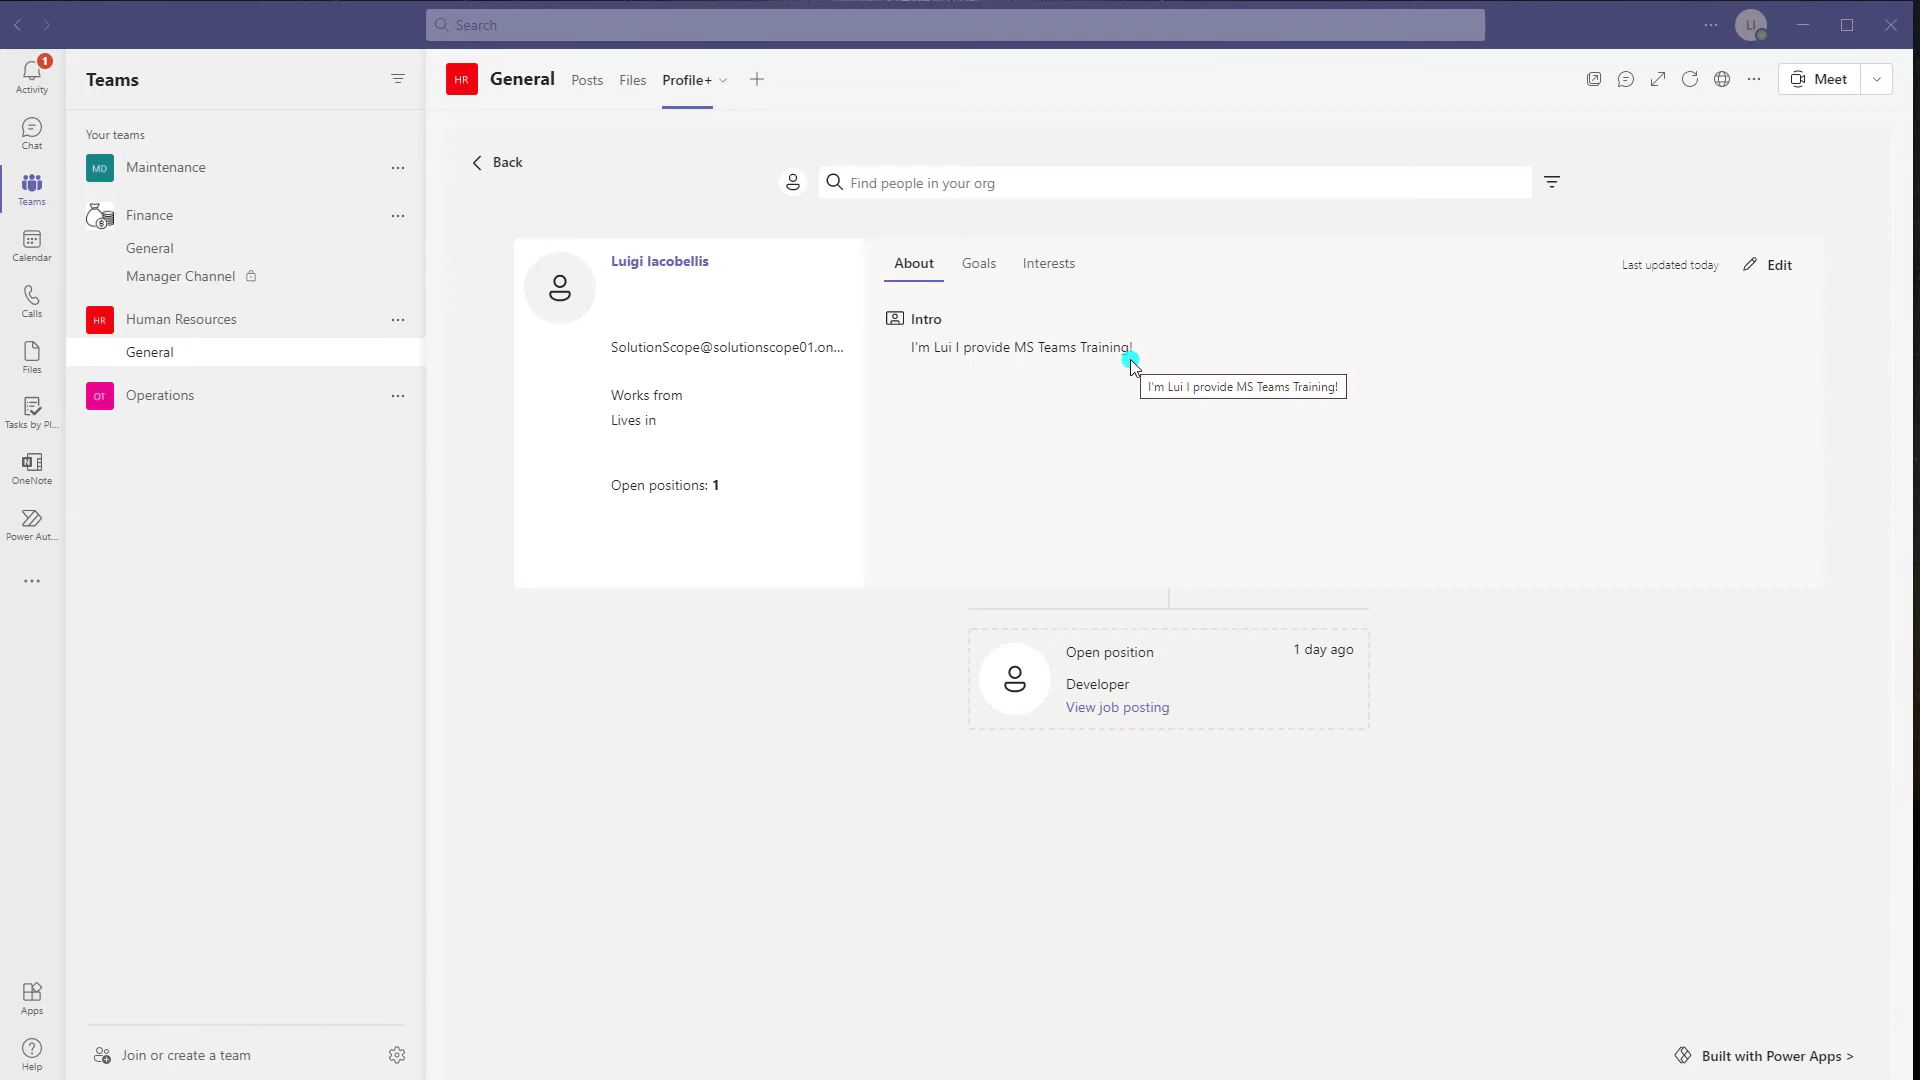 Search
LI
1
Activity
Chat
Teams
Calendar
Calls
Files
Tasks by Pl...
OneNote
Power Aut...
Apps
Help
Teams
Your teams
MD Maintenance
Finance
General
Manager Channel
HR Human Resources
General
OT Operations
Join or create a team
HR General Posts Files Profile+
Meet
Back
Find people in your org
Luigi Iacobellis
SolutionScope@solutionscope01.on...
Works from
Lives in
Open positions: 1
About Goals Interests
Last updated today Edit
Intro
I'm Lui I provide MS Teams Training!
I'm Lui I provide MS Teams Training!
Open position 1 day ago
Developer
View job posting
Built with Power Apps >